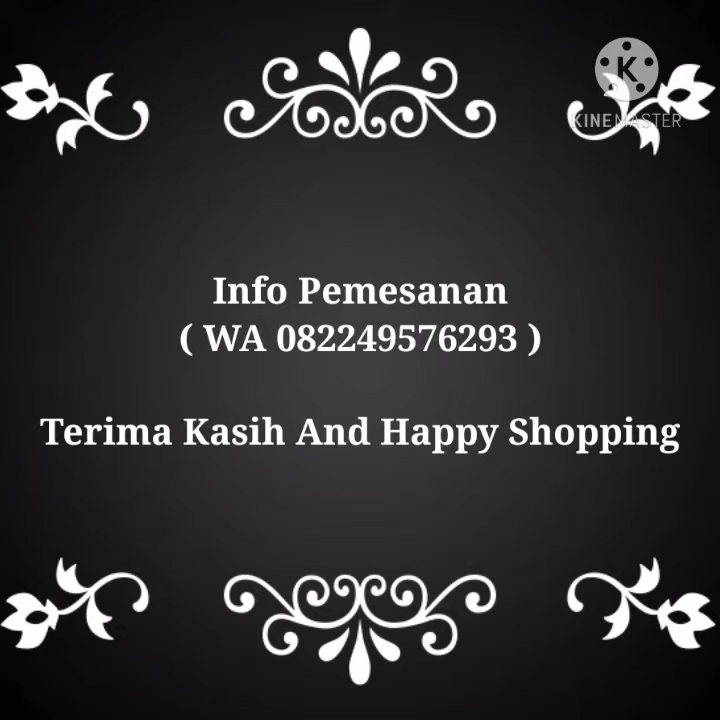 KINEMASTER
Info Pemesanan
( WA 082249576293 )
Terima Kasih And Happy Shopping